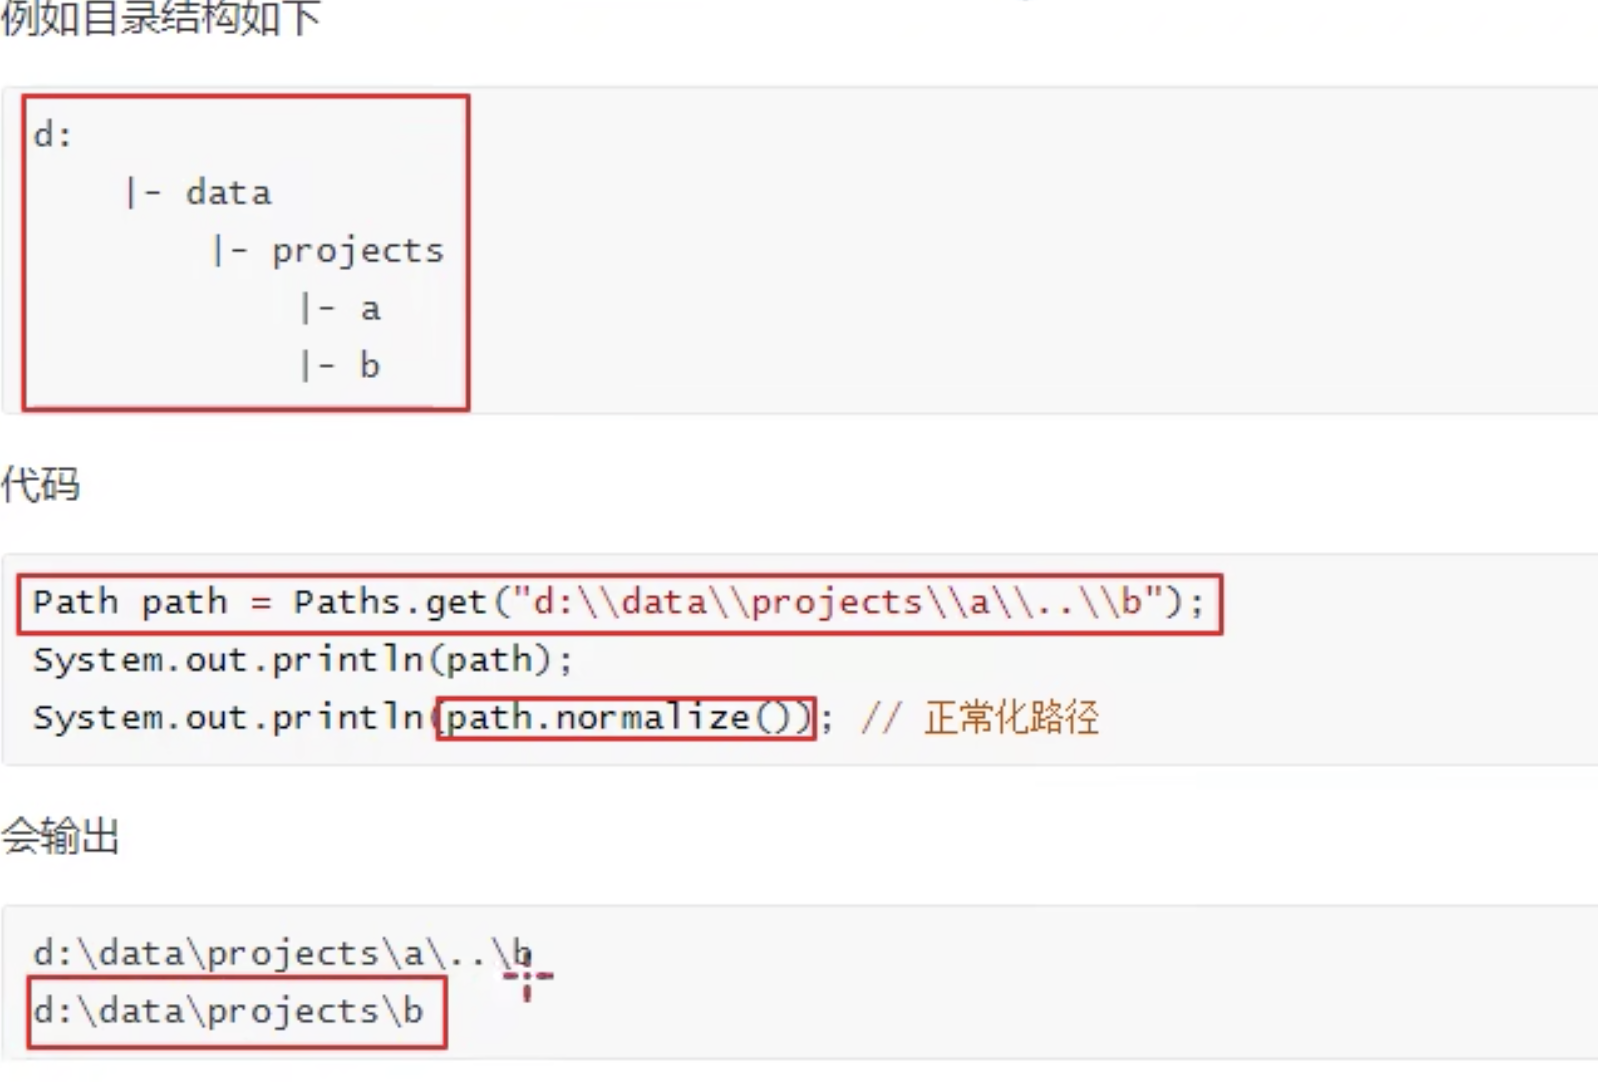 例如目录结构如下
d:
|- data
|- projects
|- a
|- b
代码
Path path = Paths.get("d:\\data\\projects\\a\\..\\b");
System.out.println(path);
System.out.println(path.normalize()); // 正常化路径
会输出
d:\data\projects\a\..\b
d:\data\projects\b